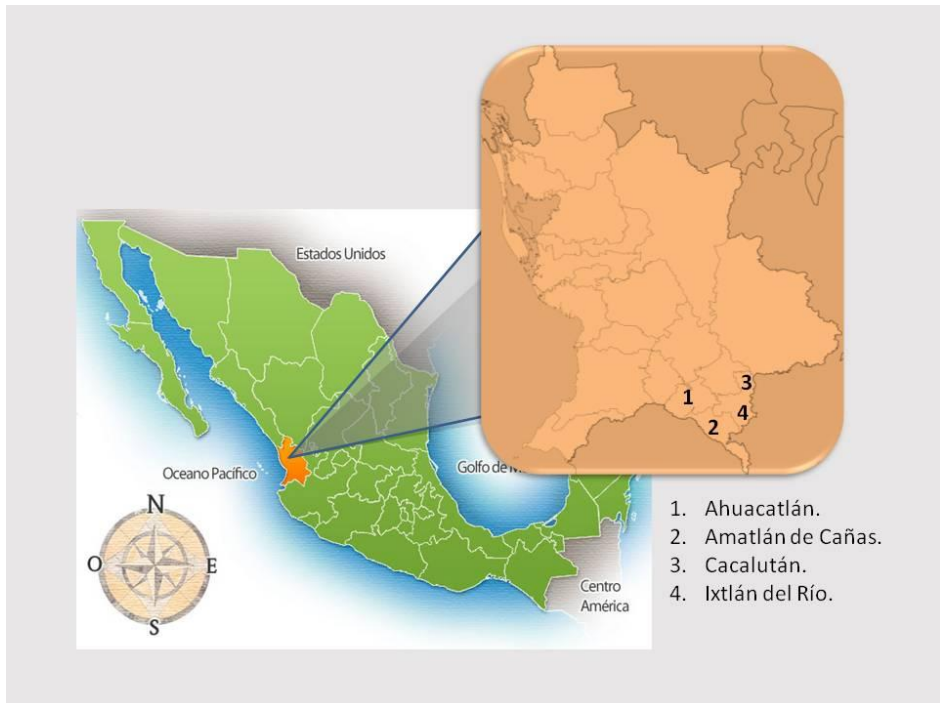 Estados Unidos
Oceano Pacífico
Golfo de M
Centro
América
N
O
E
S
1
2
3
4
1. Ahuacatlán.
2. Amatlán de Cañas.
3. Cacalután.
4. Ixtlán del Río.